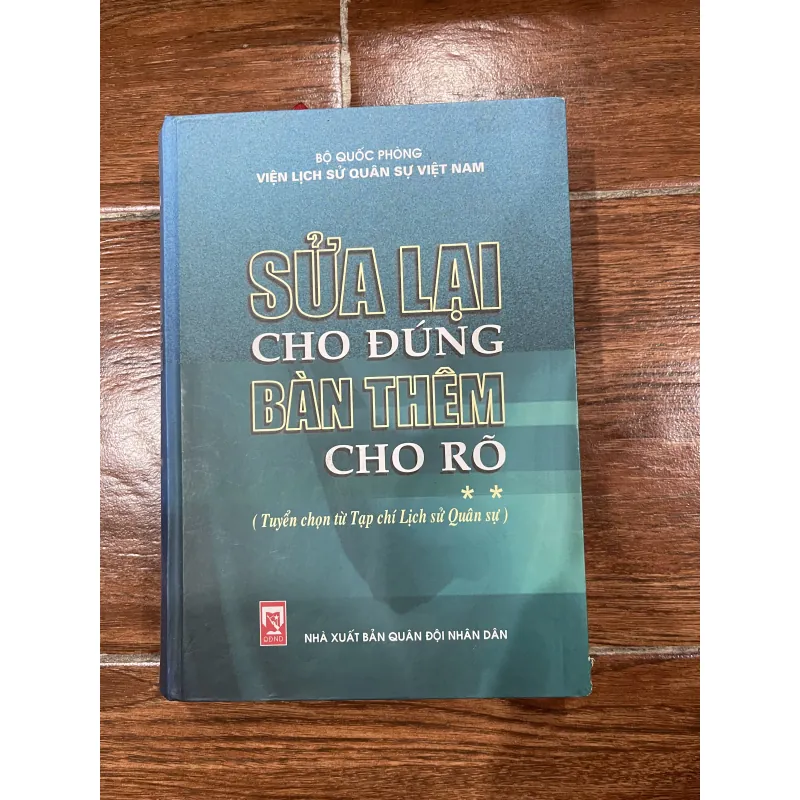 BỘ QUỐC PHÒNG
VIỆN LỊCH SỬ QUÂN SỰ VIỆT NAM
SỬA LẠI
CHO ĐÚNG
BÀN THÊM
CHO RÕ
* *
( Tuyển chọn từ Tạp chí Lịch sử Quân sự )
QĐND
NHÀ XUẤT BẢN QUÂN ĐỘI NHÂN DÂN